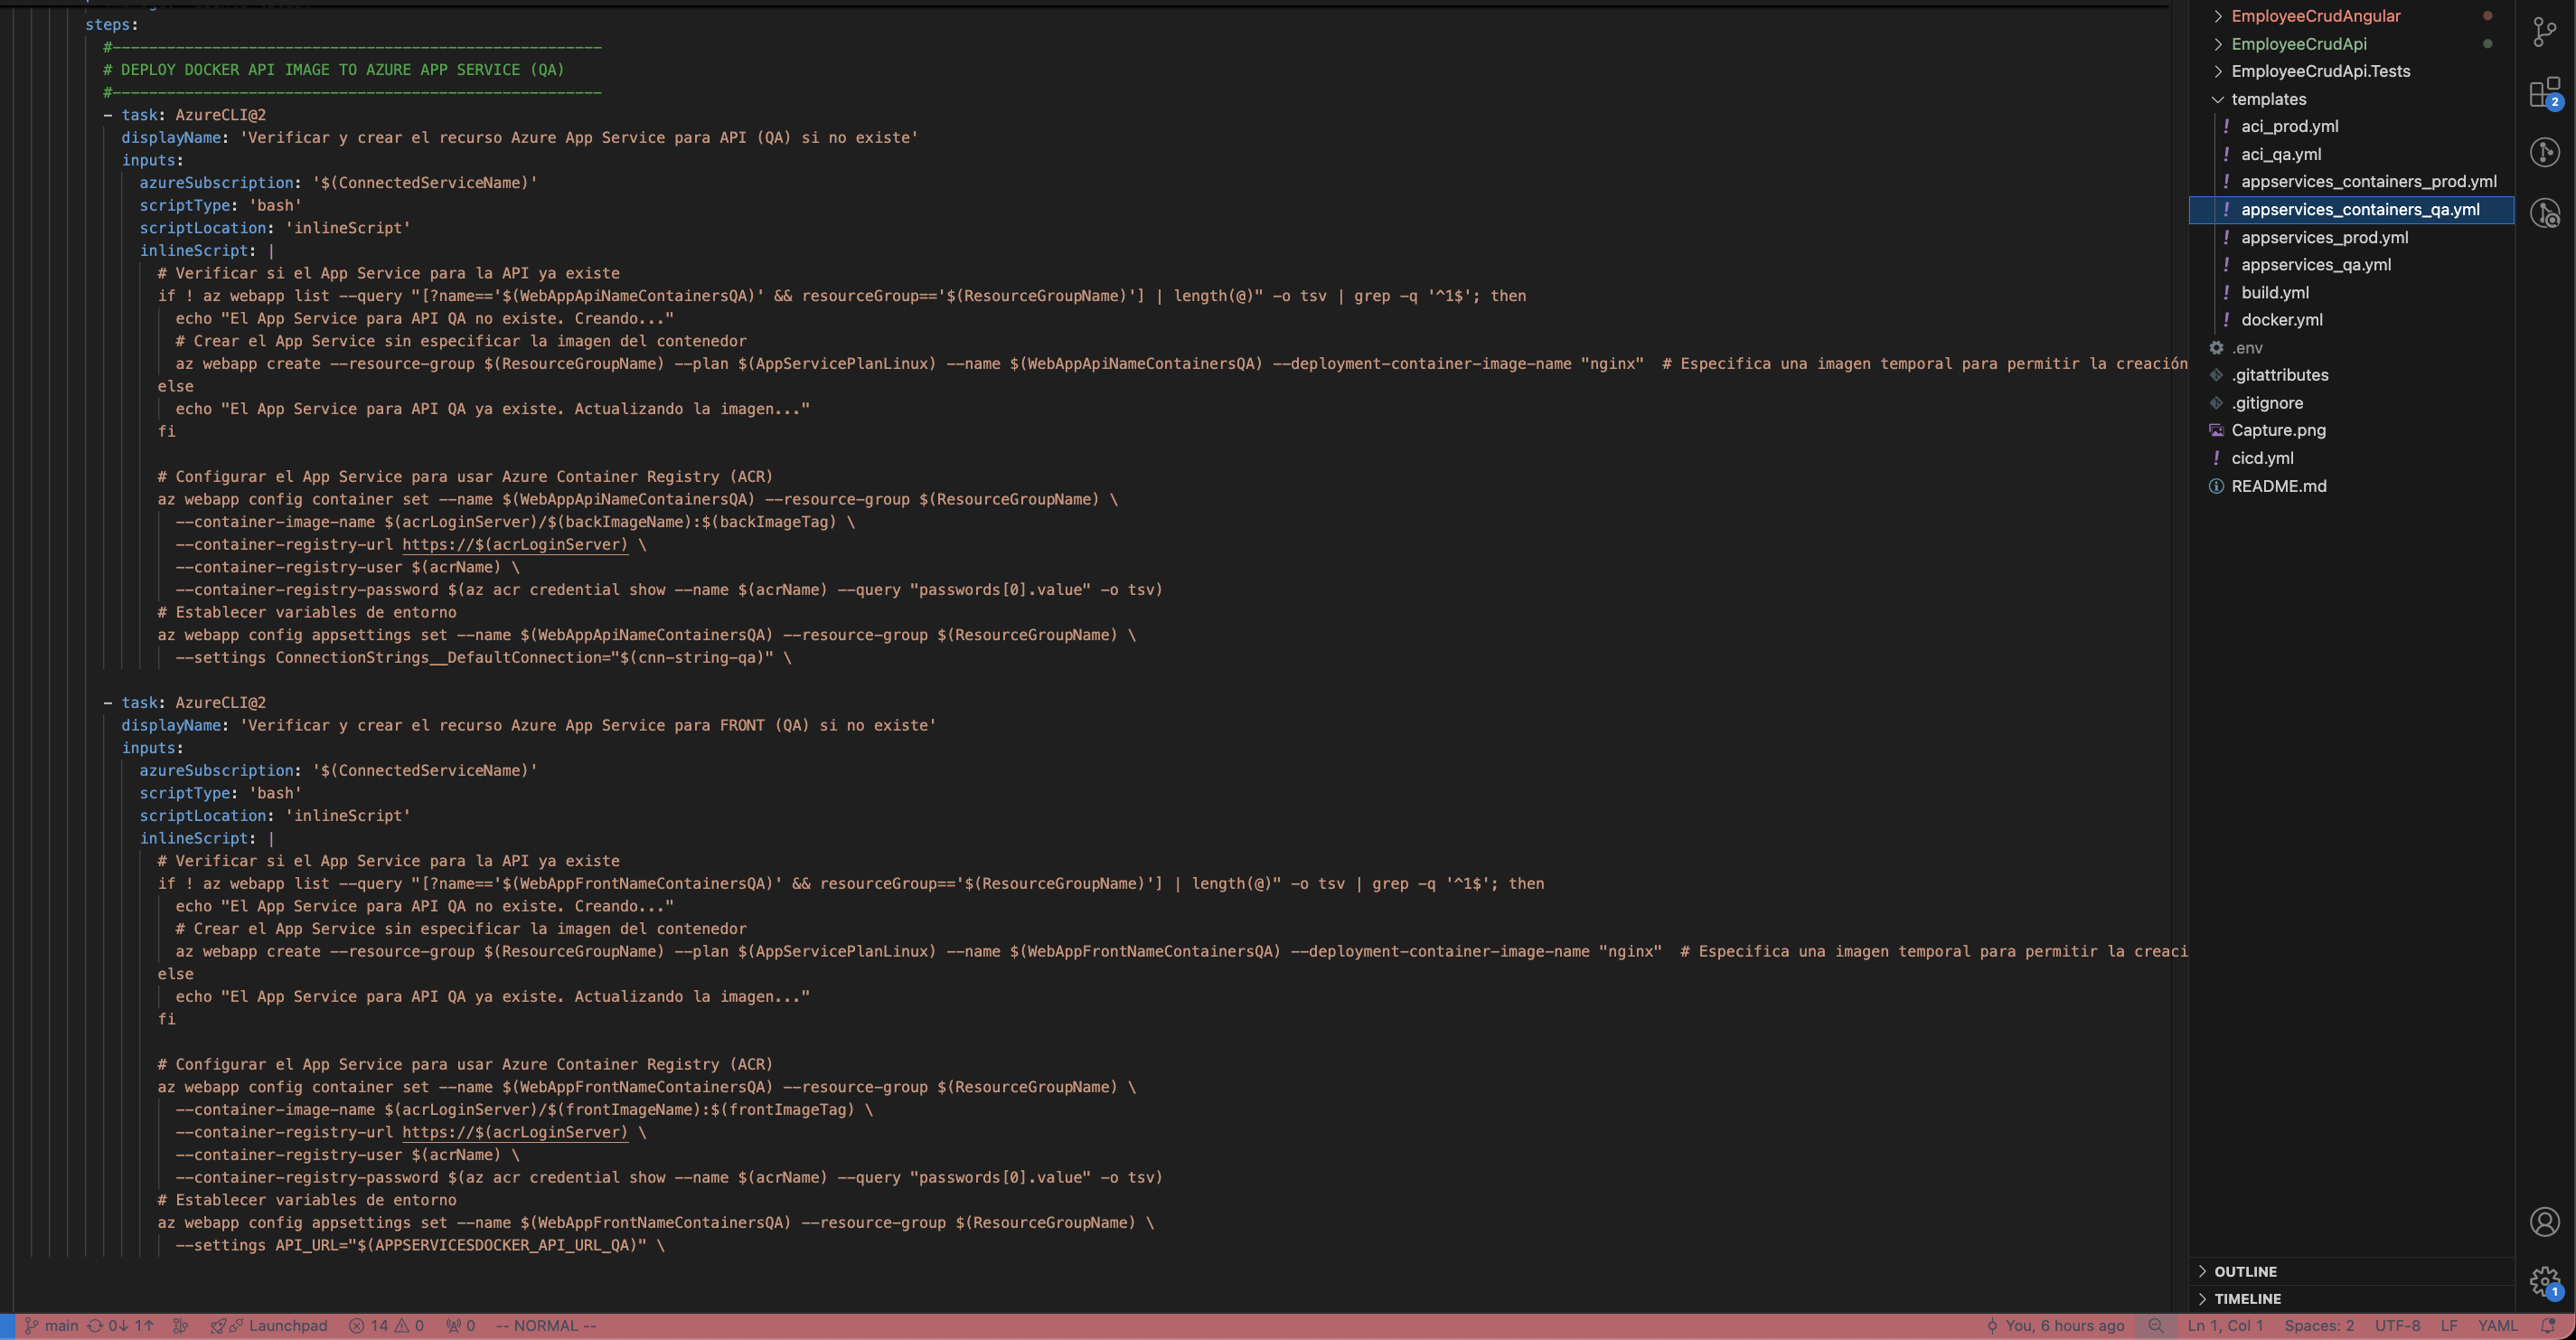 steps:
#------------------------------------------------------
# DEPLOY DOCKER API IMAGE TO AZURE APP SERVICE (QA)
#------------------------------------------------------
- task: AzureCLI@2
displayName: 'Verificar y crear el recurso Azure App Service para API (QA) si no existe'
inputs:
azureSubscription: '$(ConnectedServiceName)'
scriptType: 'bash'
scriptLocation: 'inlineScript'
inlineScript: |
# Verificar si el App Service para la API ya existe
if ! az webapp list --query "[?name=='$(WebAppApiNameContainersQA)' && resourceGroup=='$(ResourceGroupName)'] | length(@)" -o tsv | grep -q '^1$'; then
echo "El App Service para API QA no existe. Creando..."
# Crear el App Service sin especificar la imagen del contenedor
az webapp create --resource-group $(ResourceGroupName) --plan $(AppServicePlanLinux) --name $(WebAppApiNameContainersQA) --deployment-container-image-name "nginx"  # Especifica una imagen temporal para permitir la creación
else
echo "El App Service para API QA ya existe. Actualizando la imagen..."
fi
# Configurar el App Service para usar Azure Container Registry (ACR)
az webapp config container set --name $(WebAppApiNameContainersQA) --resource-group $(ResourceGroupName) \
--container-image-name $(acrLoginServer)/$(backImageName):$(backImageTag) \
--container-registry-url https://$(acrLoginServer) \
--container-registry-user $(acrName) \
--container-registry-password $(az acr credential show --name $(acrName) --query "passwords[0].value" -o tsv)
# Establecer variables de entorno
az webapp config appsettings set --name $(WebAppApiNameContainersQA) --resource-group $(ResourceGroupName) \
--settings ConnectionStrings__DefaultConnection="$(cnn-string-qa)" \
- task: AzureCLI@2
displayName: 'Verificar y crear el recurso Azure App Service para FRONT (QA) si no existe'
inputs:
azureSubscription: '$(ConnectedServiceName)'
scriptType: 'bash'
scriptLocation: 'inlineScript'
inlineScript: |
# Verificar si el App Service para la API ya existe
if ! az webapp list --query "[?name=='$(WebAppFrontNameContainersQA)' && resourceGroup=='$(ResourceGroupName)'] | length(@)" -o tsv | grep -q '^1$'; then
echo "El App Service para API QA no existe. Creando..."
# Crear el App Service sin especificar la imagen del contenedor
az webapp create --resource-group $(ResourceGroupName) --plan $(AppServicePlanLinux) --name $(WebAppFrontNameContainersQA) --deployment-container-image-name "nginx"  # Especifica una imagen temporal para permitir la creaci
else
echo "El App Service para API QA ya existe. Actualizando la imagen..."
fi
# Configurar el App Service para usar Azure Container Registry (ACR)
az webapp config container set --name $(WebAppFrontNameContainersQA) --resource-group $(ResourceGroupName) \
--container-image-name $(acrLoginServer)/$(frontImageName):$(frontImageTag) \
--container-registry-url https://$(acrLoginServer) \
--container-registry-user $(acrName) \
--container-registry-password $(az acr credential show --name $(acrName) --query "passwords[0].value" -o tsv)
# Establecer variables de entorno
az webapp config appsettings set --name $(WebAppFrontNameContainersQA) --resource-group $(ResourceGroupName) \
--settings API_URL="$(APPSERVICESDOCKER_API_URL_QA)" \
EmployeeCrudAngular
EmployeeCrudApi
EmployeeCrudApi.Tests
templates
! aci_prod.yml
! aci_qa.yml
! appservices_containers_prod.yml
! appservices_containers_qa.yml
! appservices_prod.yml
! appservices_qa.yml
! build.yml
! docker.yml
.env
.gitattributes
.gitignore
Capture.png
! cicd.yml
README.md
OUTLINE
TIMELINE
2
1
main 0↓ 1↑ Launchpad 14 0 0 -- NORMAL --
You, 6 hours ago Ln 1, Col 1 Spaces: 2 UTF-8 LF YAML